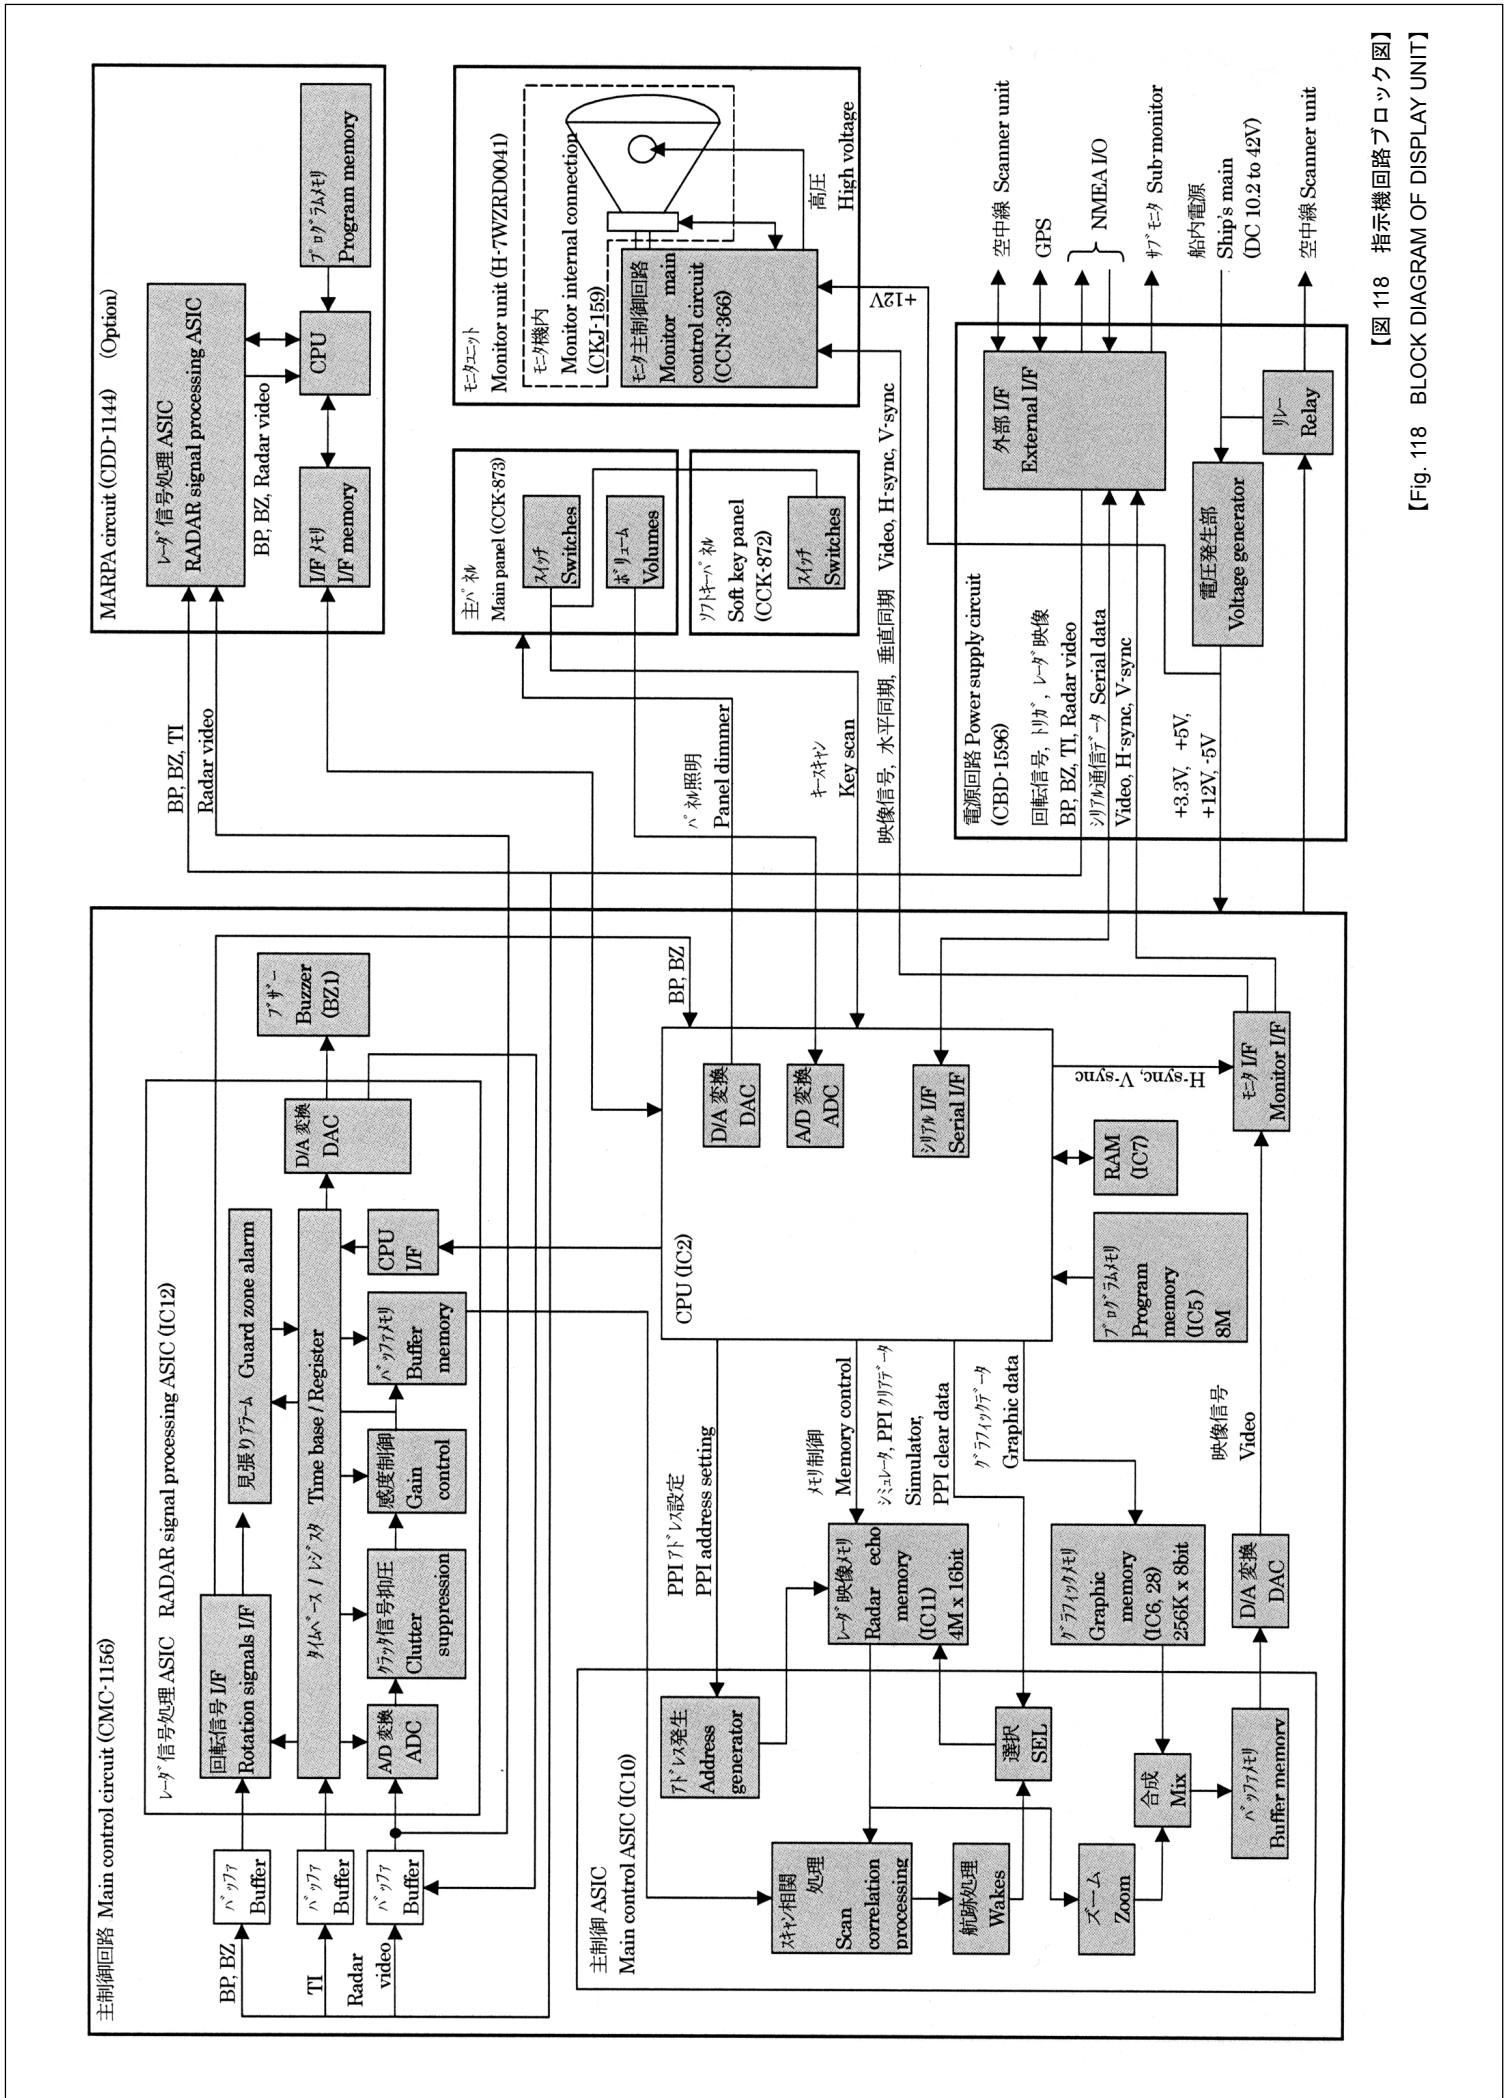 主制御回路 Main control circuit (CMC-1156)
BP, BZ
TI
Radar
video
バッファ
Buffer
バッファ
Buffer
バッファ
Buffer
レーダ信号処理 ASIC RADAR signal processing ASIC (IC12)
回転信号 I/F
Rotation signals I/F
見張りアラーム Guard zone alarm
タイムベース / レジスタ Time base / Register
A/D 変換
ADC
クラッタ信号抑圧
Clutter
suppression
感度制御
Gain
control
バッファメモリ
Buffer
memory
CPU
I/F
D/A 変換
DAC
ブザー
Buzzer
(BZ1)
主制御 ASIC
Main control ASIC (IC10)
スキャン相関
処理
Scan
correlation
processing
航跡処理
Wakes
ズーム
Zoom
アドレス発生
Address
generator
選択
SEL
合成
Mix
バッファメモリ
Buffer memory
PPI アドレス設定
PPI address setting
メモリ制御
Memory control
シミュレータ, PPI クリアデータ
Simulator,
PPI clear data
グラフィックデータ
Graphic data
レーダ映像メモリ
Radar echo
memory
(IC11)
4M x 16bit
グラフィックメモリ
Graphic
memory
(IC6, 28)
256K x 8bit
D/A 変換
DAC
映像信号
Video
CPU (IC2)
BP, BZ
D/A 変換
DAC
A/D 変換
ADC
シリアル I/F
Serial I/F
プログラムメモリ
Program
memory
(IC5)
8M
RAM
(IC7)
H-sync, V-sync
モニタ I/F
Monitor I/F
BP, BZ, TI
Radar video
パネル照明
Panel dimmer
キースキャン
Key scan
映像信号, 水平同期, 垂直同期 Video, H-sync, V-sync
MARPA circuit (CDD-1144) (Option)
レーダ信号処理 ASIC
RADAR signal processing ASIC
BP, BZ, Radar video
I/F メモリ
I/F memory
CPU
プログラムメモリ
Program memory
主パネル
Main panel (CCK-873)
スイッチ
Switches
ボリューム
Volumes
ソフトキーパネル
Soft key panel
(CCK-872)
スイッチ
Switches
モニタユニット
Monitor unit (H-7WZRD0041)
モニタ機内
Monitor internal connection
(CKJ-159)
モニタ主制御回路
Monitor main
control circuit
(CCN-366)
高圧
High voltage
+12V
電源回路 Power supply circuit
(CBD-1596)
回転信号, トリガ, レーダ映像
BP, BZ, TI, Radar video
シリアル通信データ Serial data
Video, H-sync, V-sync
+3.3V, +5V,
+12V, -5V
外部 I/F
External I/F
電圧発生部
Voltage generator
リレー
Relay
空中線 Scanner unit
GPS
NMEA I/O
サブモニタ Sub-monitor
船内電源
Ship's main
(DC 10.2 to 42V)
空中線 Scanner unit
【図 118 指示機回路ブロック図】
【Fig. 118 BLOCK DIAGRAM OF DISPLAY UNIT】